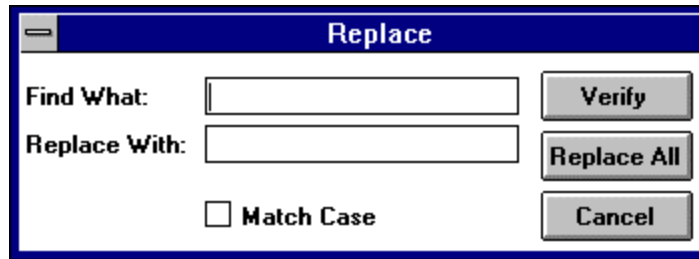 Replace
Find What:
Verify
Replace With:
Replace All
Match Case
Cancel